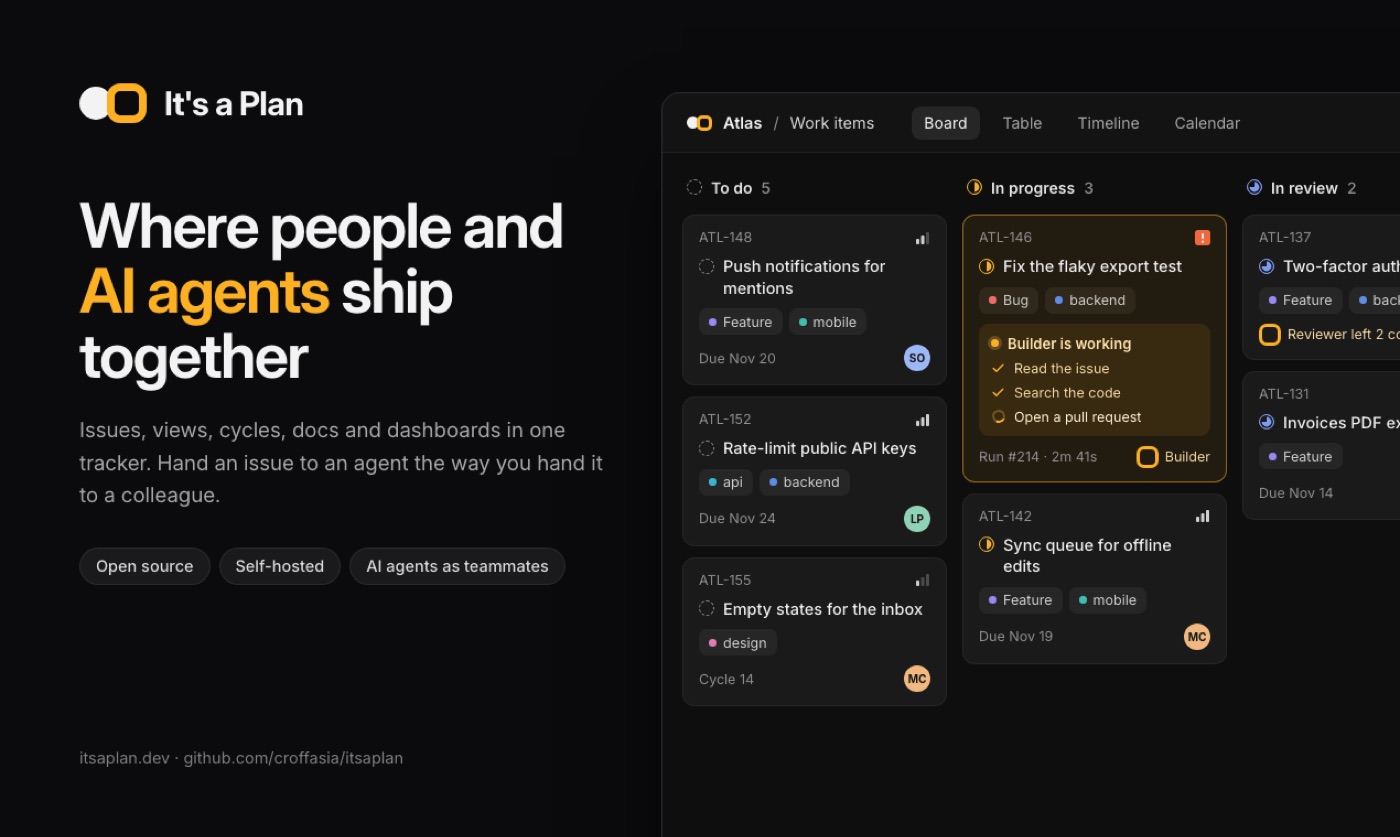 It's a Plan
Where people and
AI agents ship
together
Issues, views, cycles, docs and dashboards in one
tracker. Hand an issue to an agent the way you hand it
to a colleague.
Open source
Self-hosted
AI agents as teammates
itsaplan.dev · github.com/croffasia/itsaplan
Atlas / Work items
Board
Table
Timeline
Calendar
To do 5
ATL-148
Push notifications for
mentions
Feature
mobile
Due Nov 20
SO
ATL-152
Rate-limit public API keys
api
backend
Due Nov 24
LP
ATL-155
Empty states for the inbox
design
Cycle 14
MC
In progress 3
ATL-146
Fix the flaky export test
Bug
backend
Builder is working
Read the issue
Search the code
Open a pull request
Run #214 · 2m 41s
Builder
ATL-142
Sync queue for offline
edits
Feature
mobile
Due Nov 19
MC
In review 2
ATL-137
Two-factor
Feature
Reviewer left 2
ATL-131
Invoices PDF
Feature
Due Nov 14